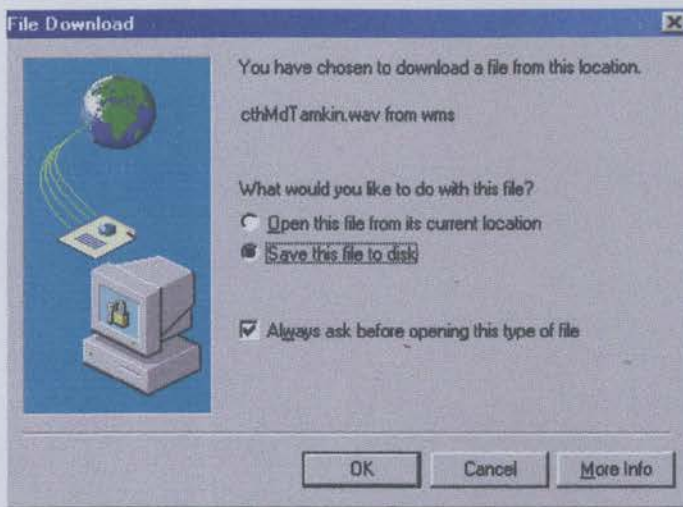 File Download
You have chosen to download a file from this location.
cthMdTamkin.wav from wms
What would you like to do with this file?
Open this file from its current location
Save this file to disk
Always ask before opening this type of file
OK
Cancel
More Info